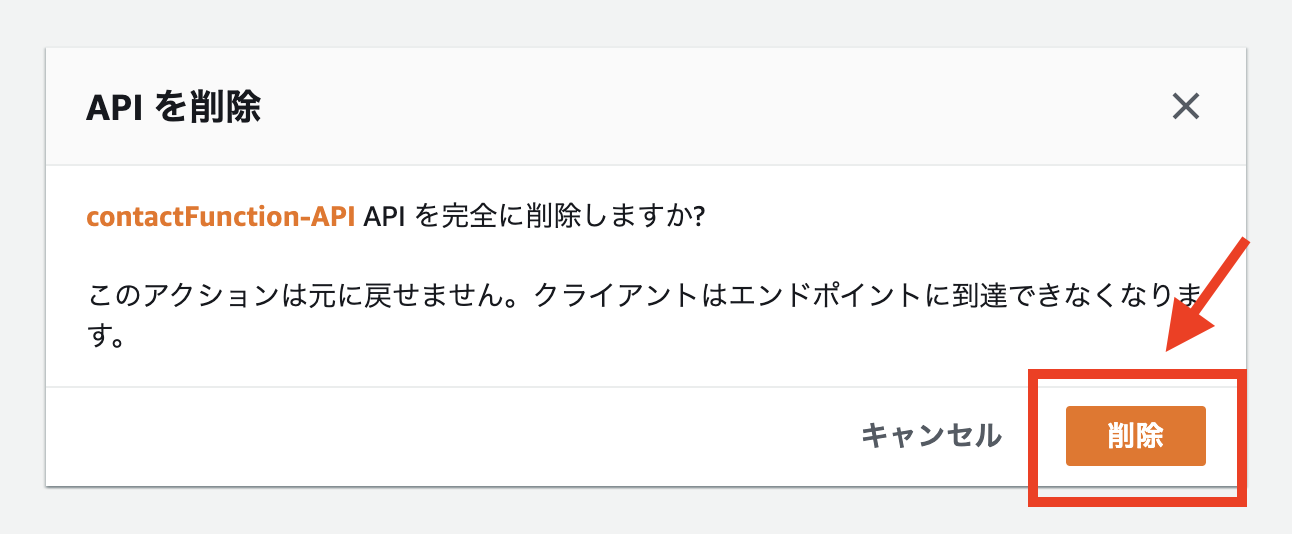 API を削除
contactFunction-API API を完全に削除しますか?
このアクションは元に戻せません。クライアントはエンドポイントに到達できなくなりま
す。
キャンセル
削除